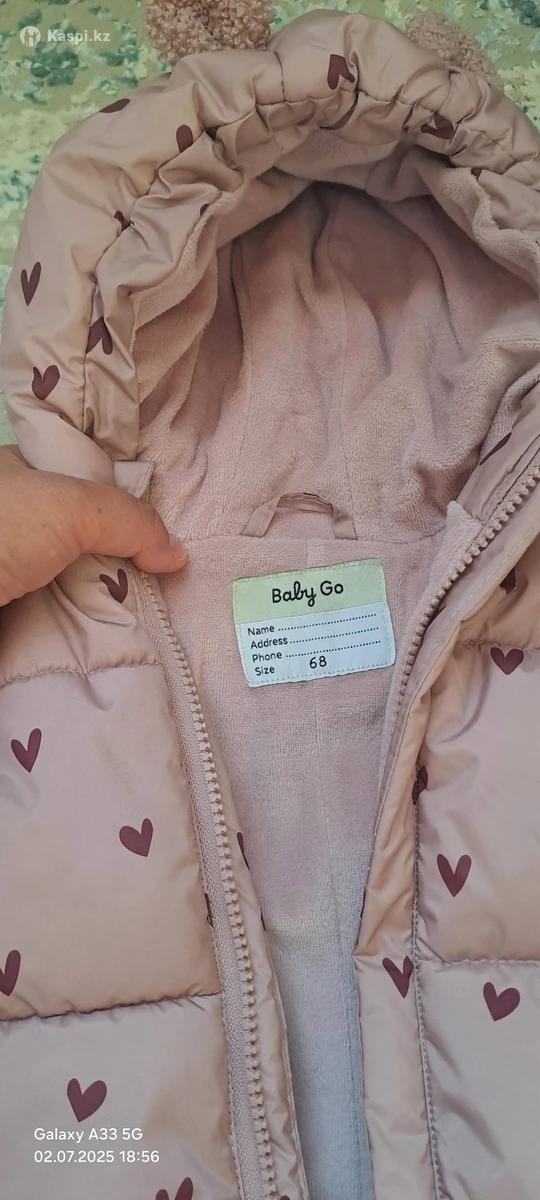 Kaspi.kz
Baby Go
Name ..............................
Address..........................
Phone ............................
Size 68
Galaxy A33 5G
02.07.2025 18:56